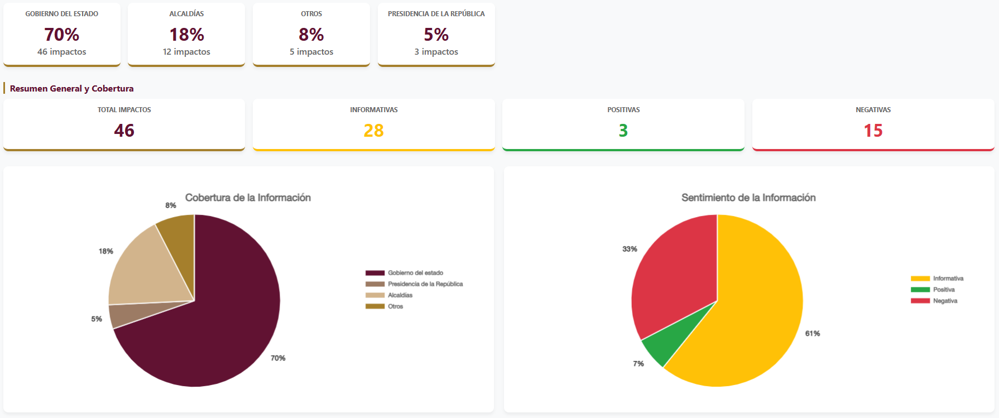 GOBIERNO DEL ESTADO
70%
46 impactos
ALCALDÍAS
18%
12 impactos
OTROS
8%
5 impactos
PRESIDENCIA DE LA REPÚBLICA
5%
3 impactos
Resumen General y Cobertura
TOTAL IMPACTOS
46
INFORMATIVAS
28
POSITIVAS
3
NEGATIVAS
15
Cobertura de la Información
8%
18%
5%
70%
Gobierno del estado
Presidencia de la República
Alcaldías
Otros
Sentimiento de la Información
33%
7%
61%
Informativa
Positiva
Negativa